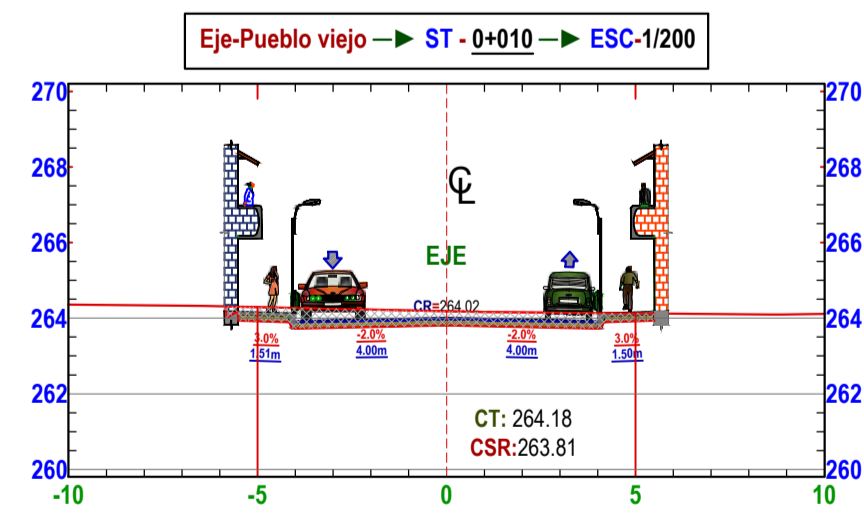 Eje-Pueblo viejo ST - 0+010 ESC-1/200
270 270
268 268
℄
266 266
EJE
CR=264.02
264 264
3.0% -2.0% -2.0% 3.0%
1.51m 4.00m 4.00m 1.50m
262 262
CT: 264.18
CSR:263.81
260 260
-10 -5 0 5 10